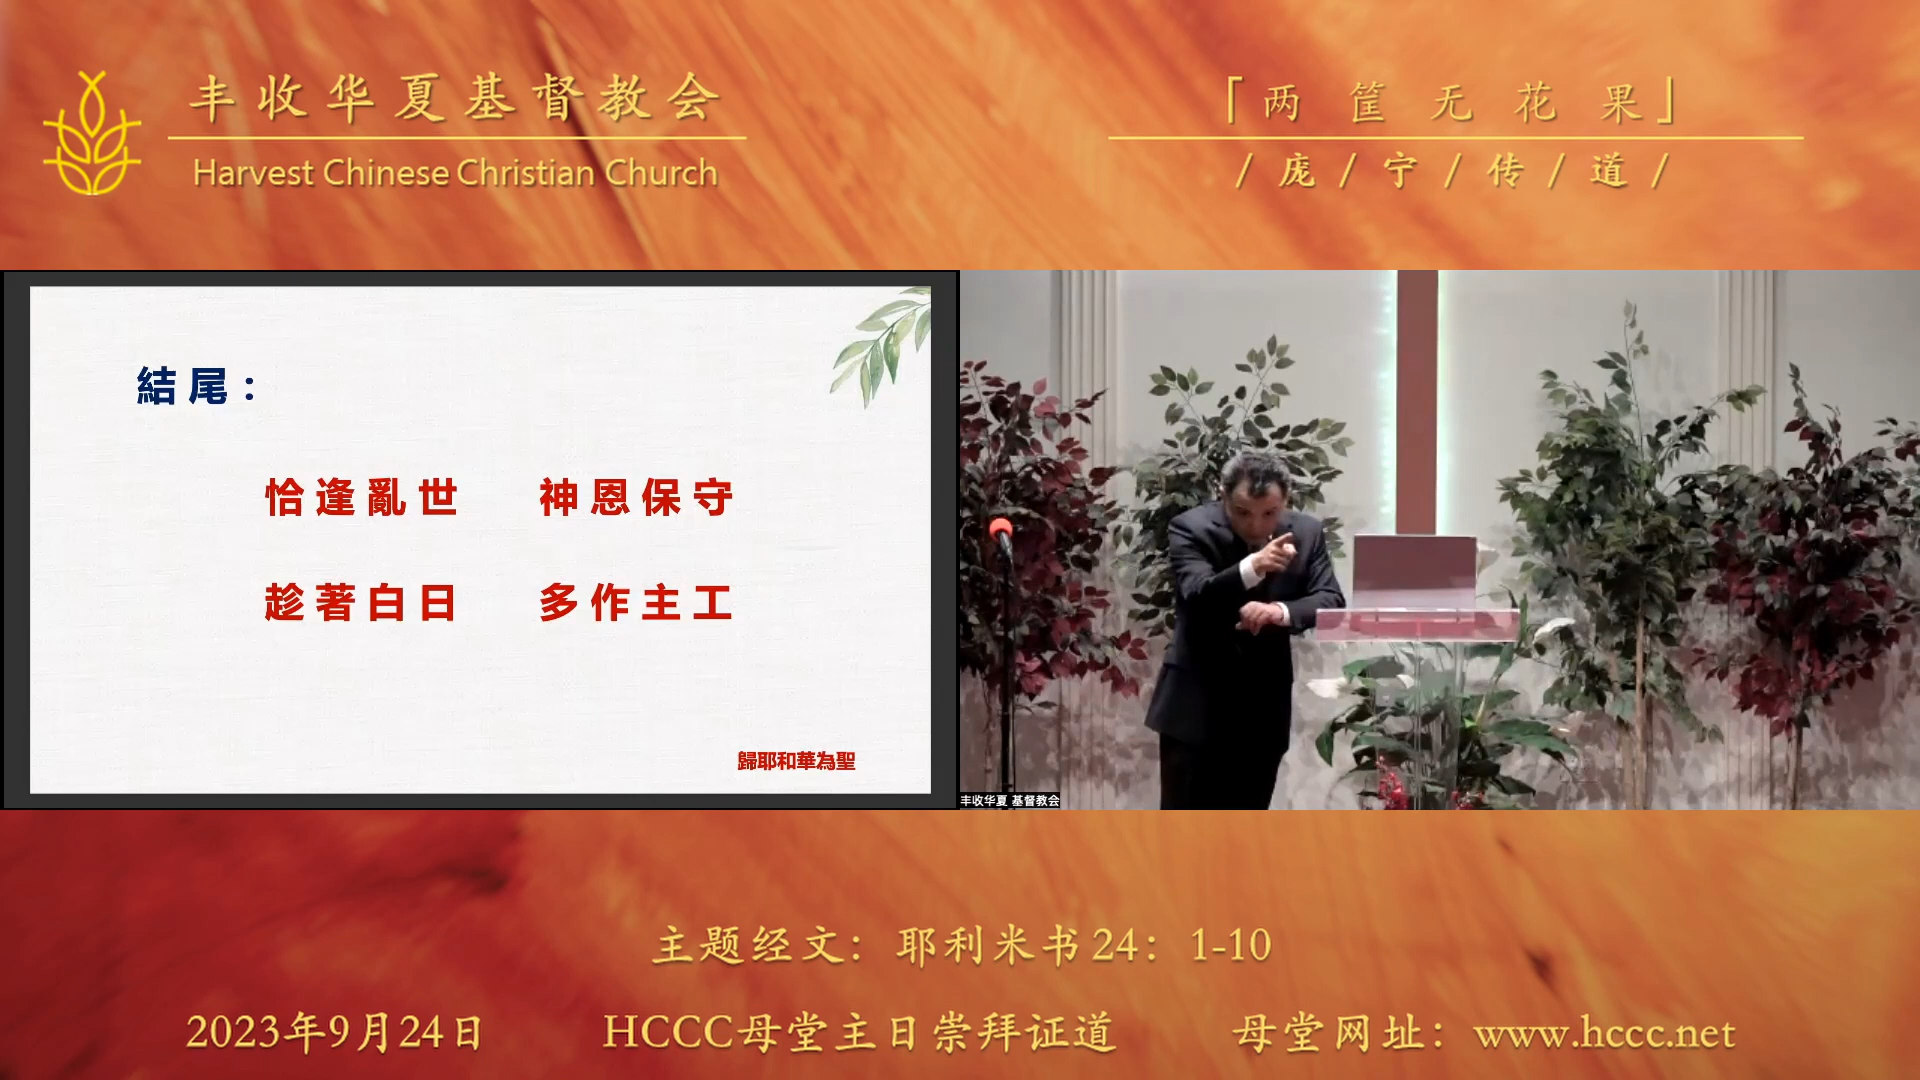 丰收华夏基督教会
Harvest Chinese Christian Church
「两筐无花果」
/ 庞 / 宁 / 传 / 道 /
結尾：
恰逢亂世 神恩保守
趁著白日 多作主工
歸耶和華為聖
丰收华夏 基督教会
主题经文：耶利米书 24：1-10
2023年9月24日 HCCC母堂主日崇拜证道 母堂网址：www.hccc.net